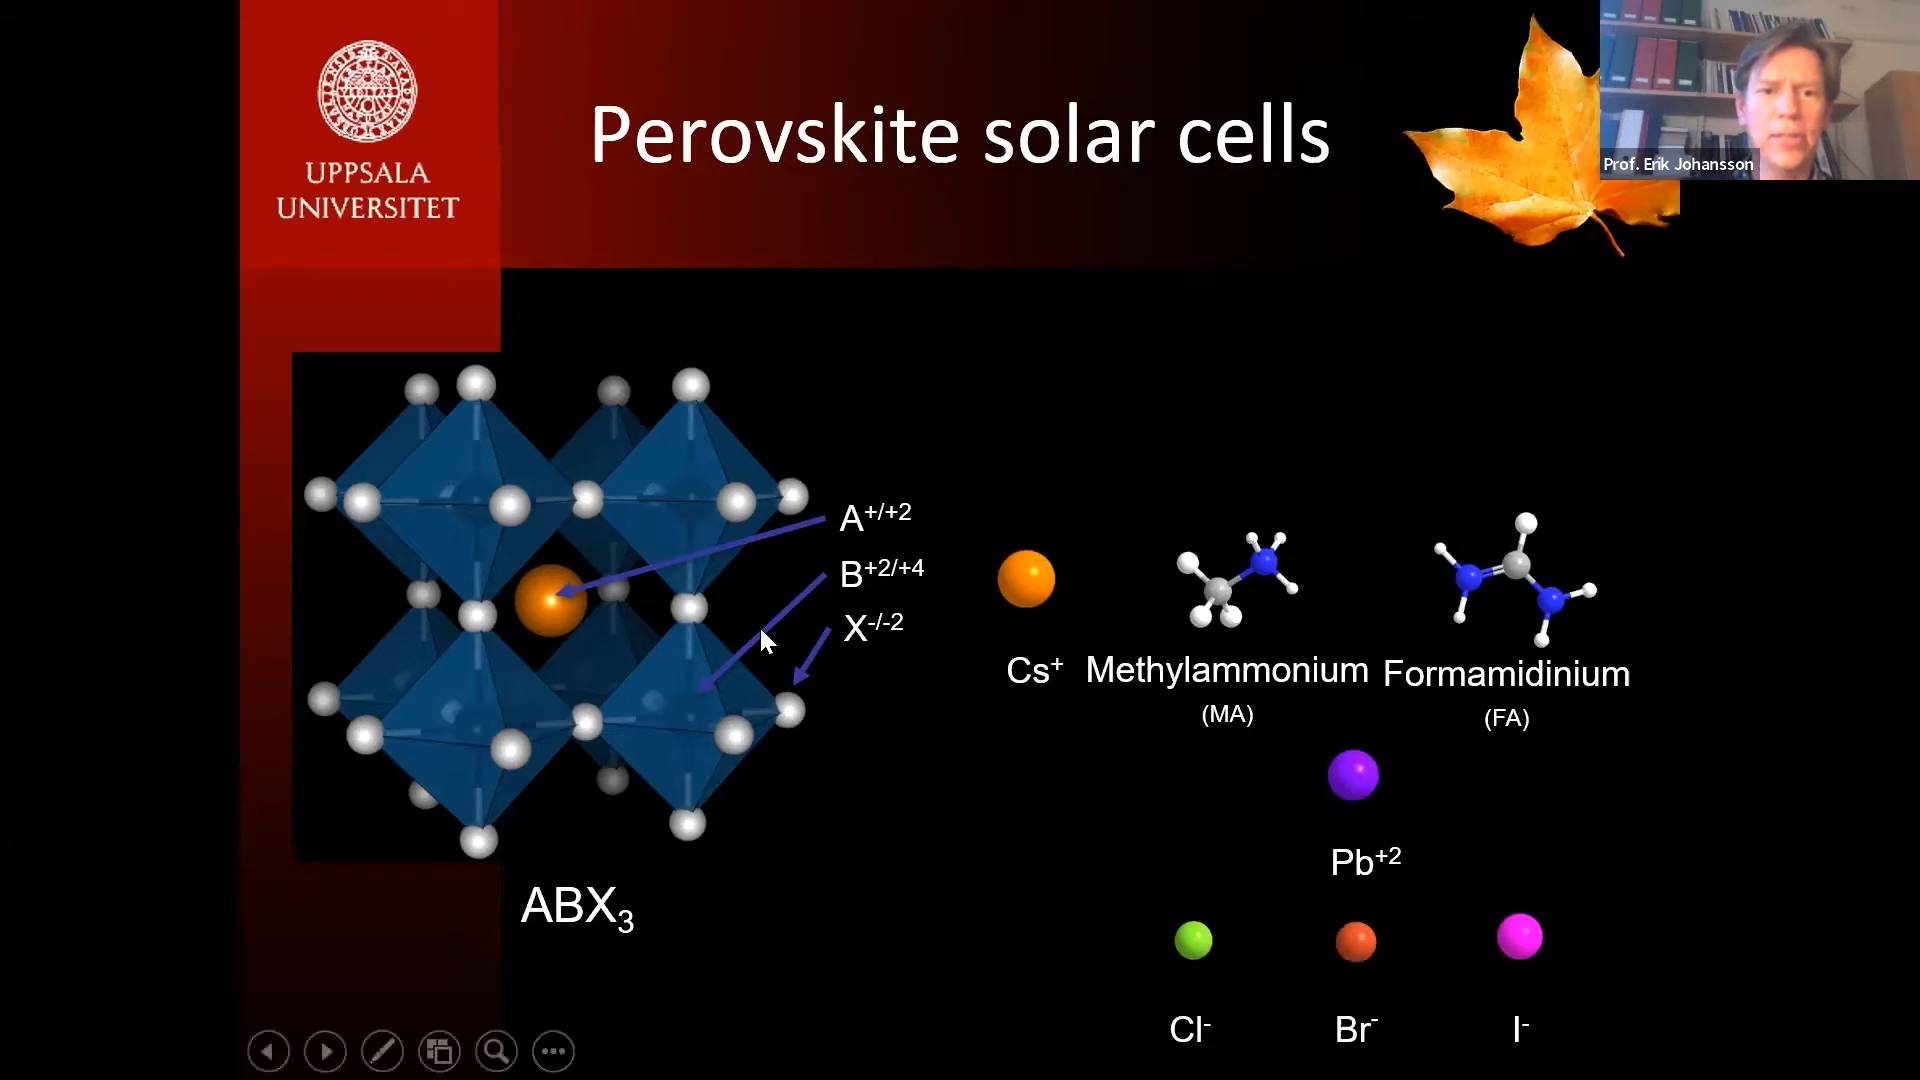 UPPSALA
UNIVERSITET
Perovskite solar cells
Prof. Erik Johansson
A+/+2
B+2/+4
X-/-2
ABX3
Cs+
Methylammonium
(MA)
Formamidinium
(FA)
Pb+2
Cl-
Br-
I-